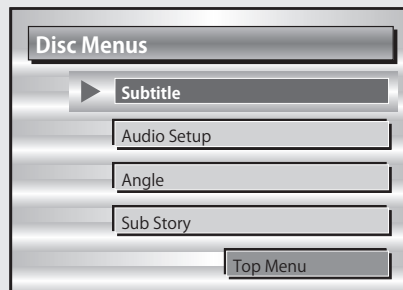 Disc Menus
Subtitle
Audio Setup
Angle
Sub Story
Top Menu